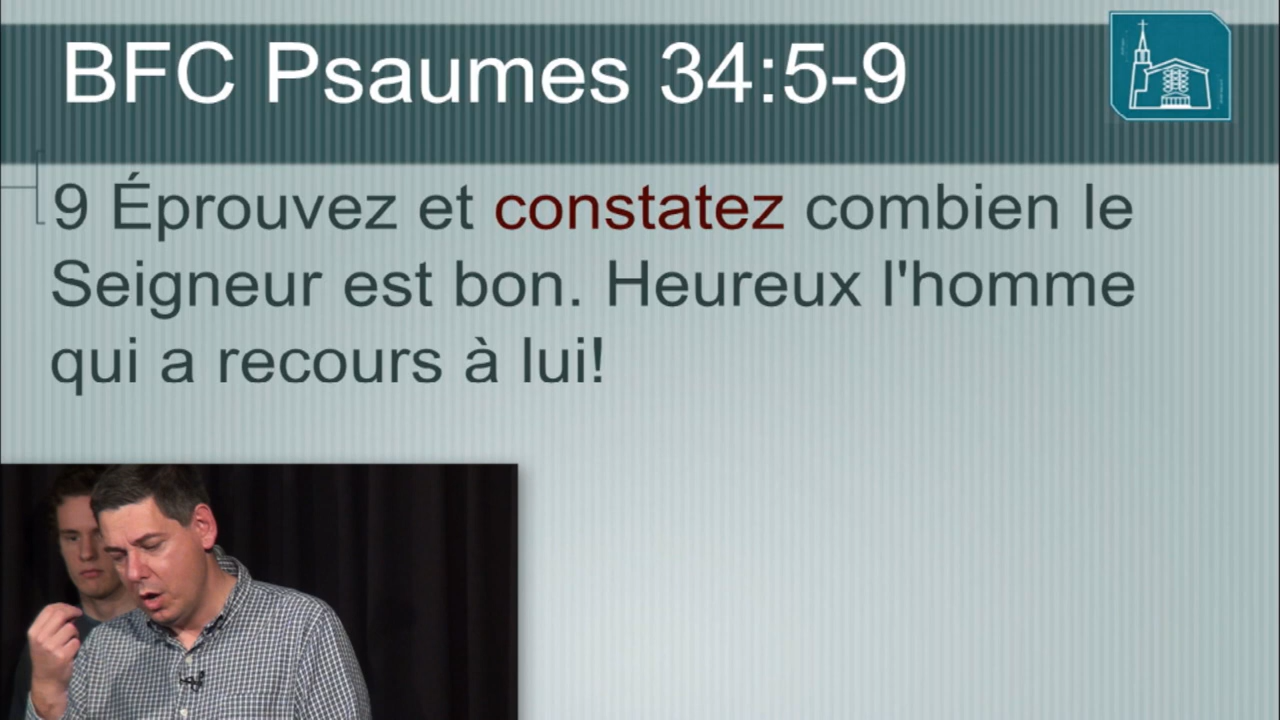 BFC Psaumes 34:5-9
9 Éprouvez et constatez combien le
Seigneur est bon. Heureux l'homme
qui a recours à lui!